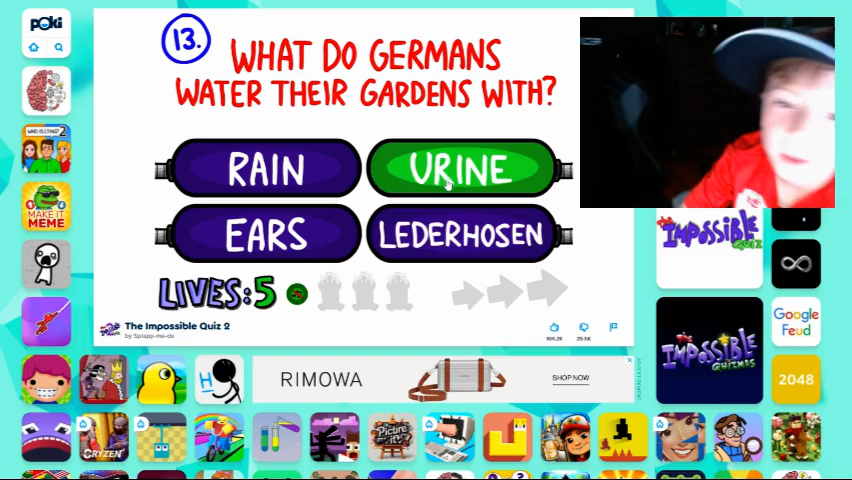 poki
13.
WHAT DO GERMANS
WATER THEIR GARDENS WITH?
RAIN
URINE
EARS
LEDERHOSEN
LIVES:5
The Impossible Quiz 2
by Splapp-me-do
WHO IS LYING? 2
MAKE IT
MEME
The
IMPOSSIBLE
QUIZ
The
IMPOSSIBLE
QUIZMAS
Google
Feud
2048
RIMOWA
SHOP NOW
ADVERTISEMENT
H
CRYZEN
Picture
it?